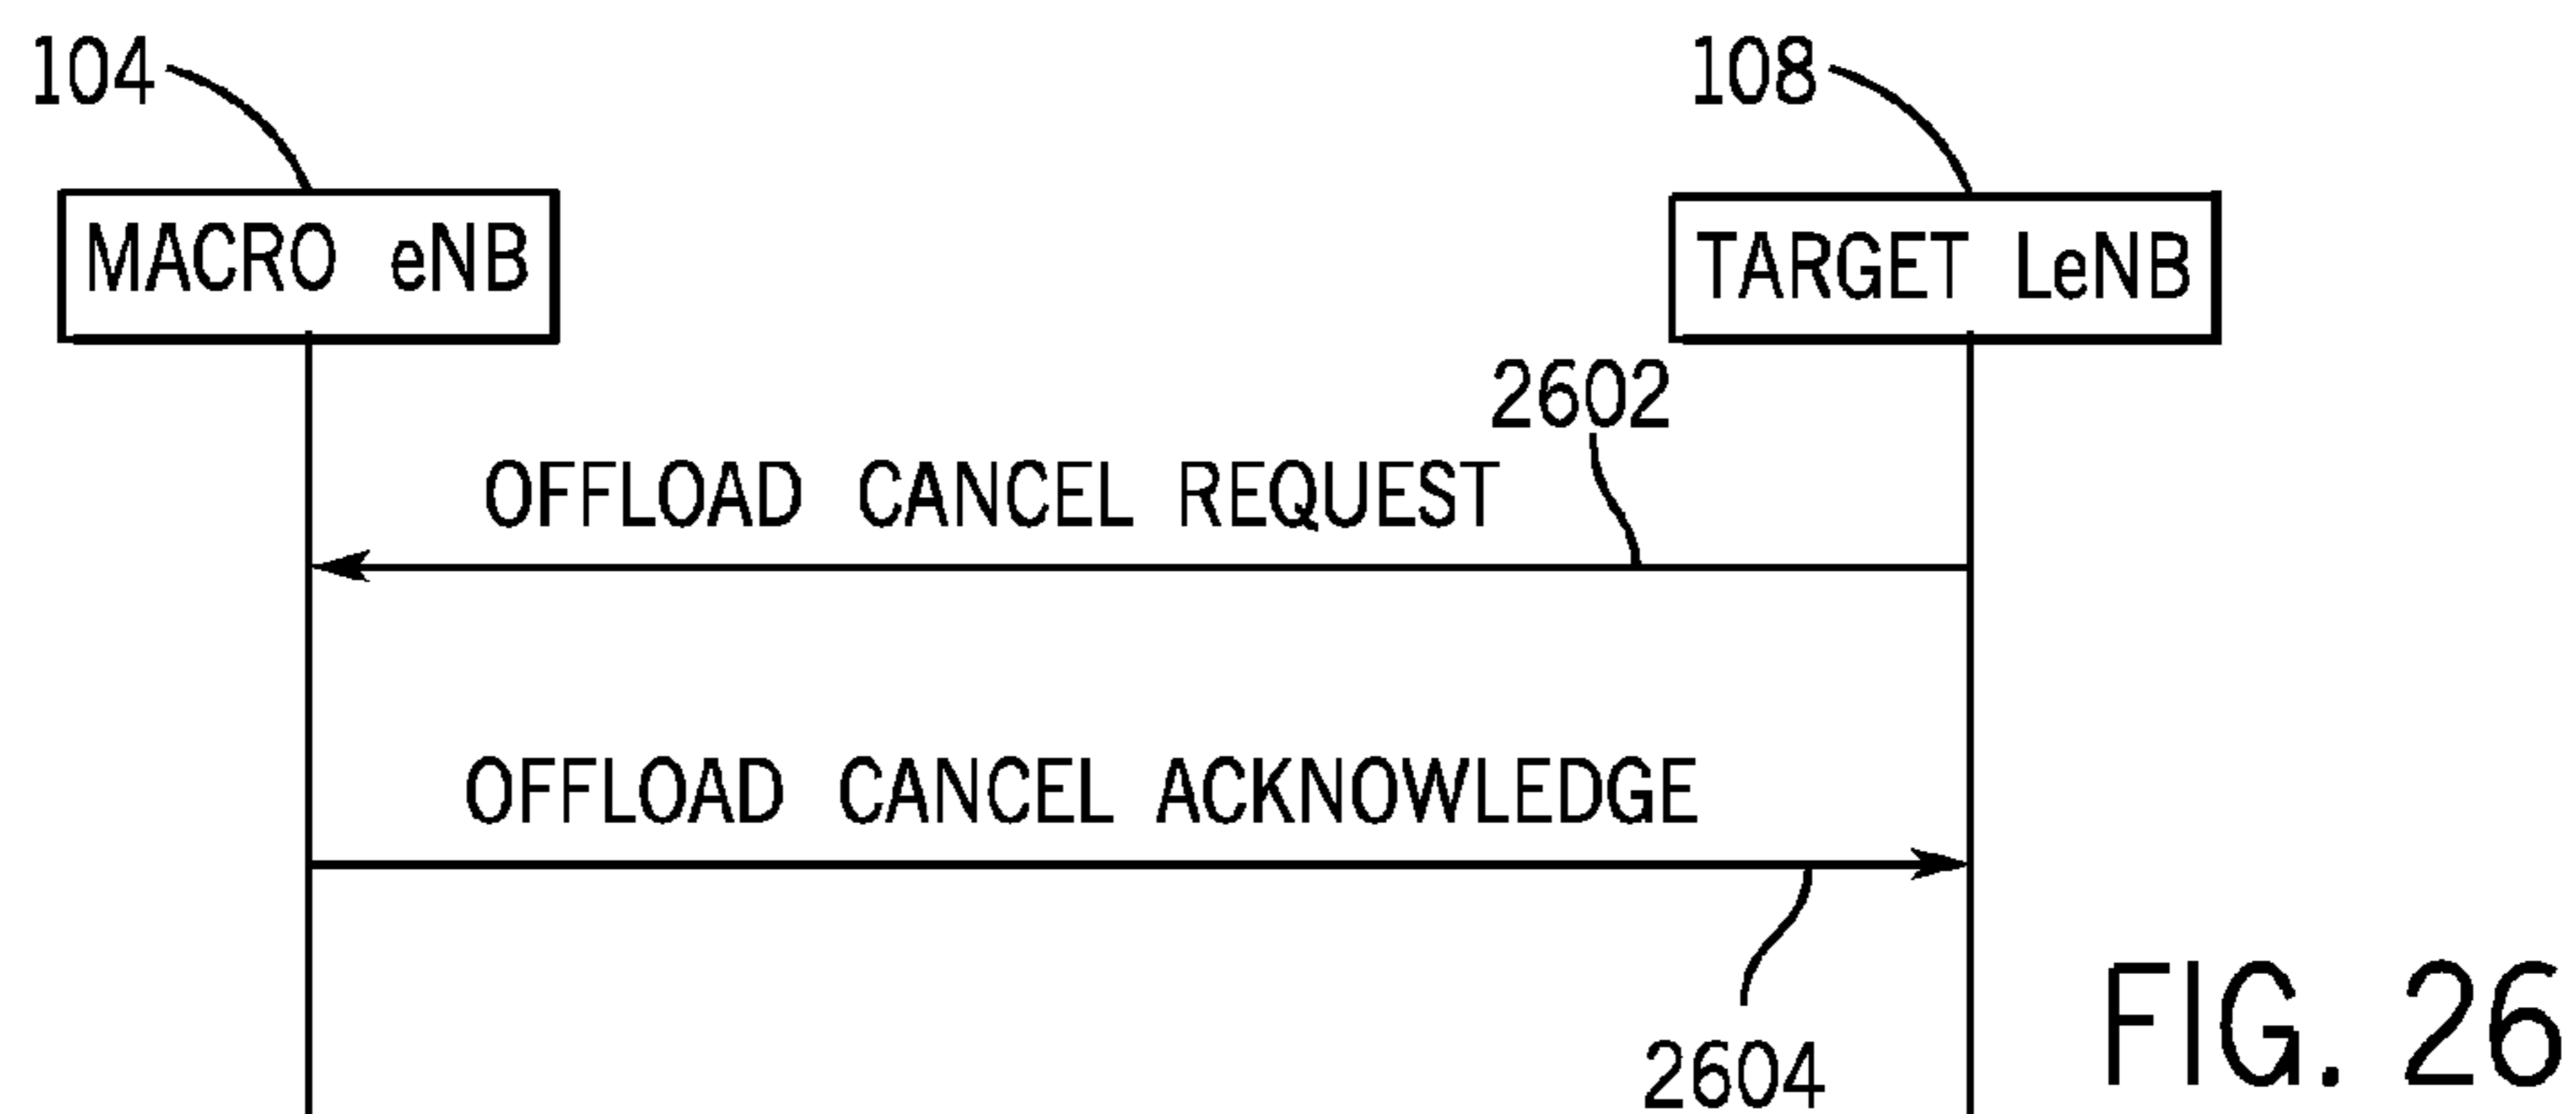 104
108
MACRO eNB
TARGET LeNB
2602
OFFLOAD CANCEL REQUEST
OFFLOAD CANCEL ACKNOWLEDGE
2604
FIG. 26